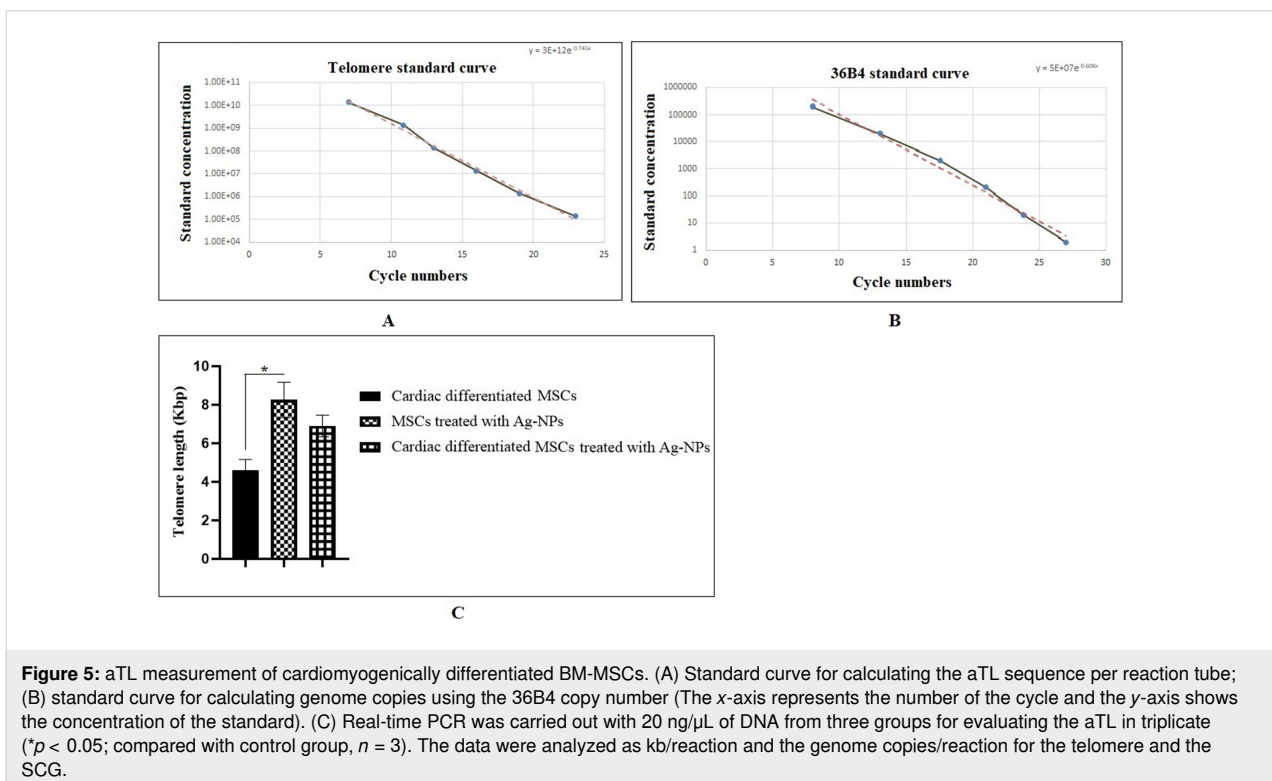 y = 3E+12e^0.745x
Telomere standard curve
Standard concentration
1.00E+11
1.00E+10
1.00E+09
1.00E+08
1.00E+07
1.00E+06
1.00E+05
1.00E+04
0 5 10 15 20 25
Cycle numbers
A
y = 5E+07e^0.608x
36B4 standard curve
Standard concentration
1000000
100000
10000
1000
100
10
1
0 5 10 15 20 25 30
Cycle numbers
B
Telomere length (Kbp)
10
8
6
4
2
0
*
Cardiac differentiated MSCs
MSCs treated with Ag-NPs
Cardiac differentiated MSCs treated with Ag-NPs
C
Figure 5: aTL measurement of cardiomyogenically differentiated BM-MSCs. (A) Standard curve for calculating the aTL sequence per reaction tube;
(B) standard curve for calculating genome copies using the 36B4 copy number (The x-axis represents the number of the cycle and the y-axis shows
the concentration of the standard). (C) Real-time PCR was carried out with 20 ng/µL of DNA from three groups for evaluating the aTL in triplicate
(*p < 0.05; compared with control group, n = 3). The data were analyzed as kb/reaction and the genome copies/reaction for the telomere and the
SCG.